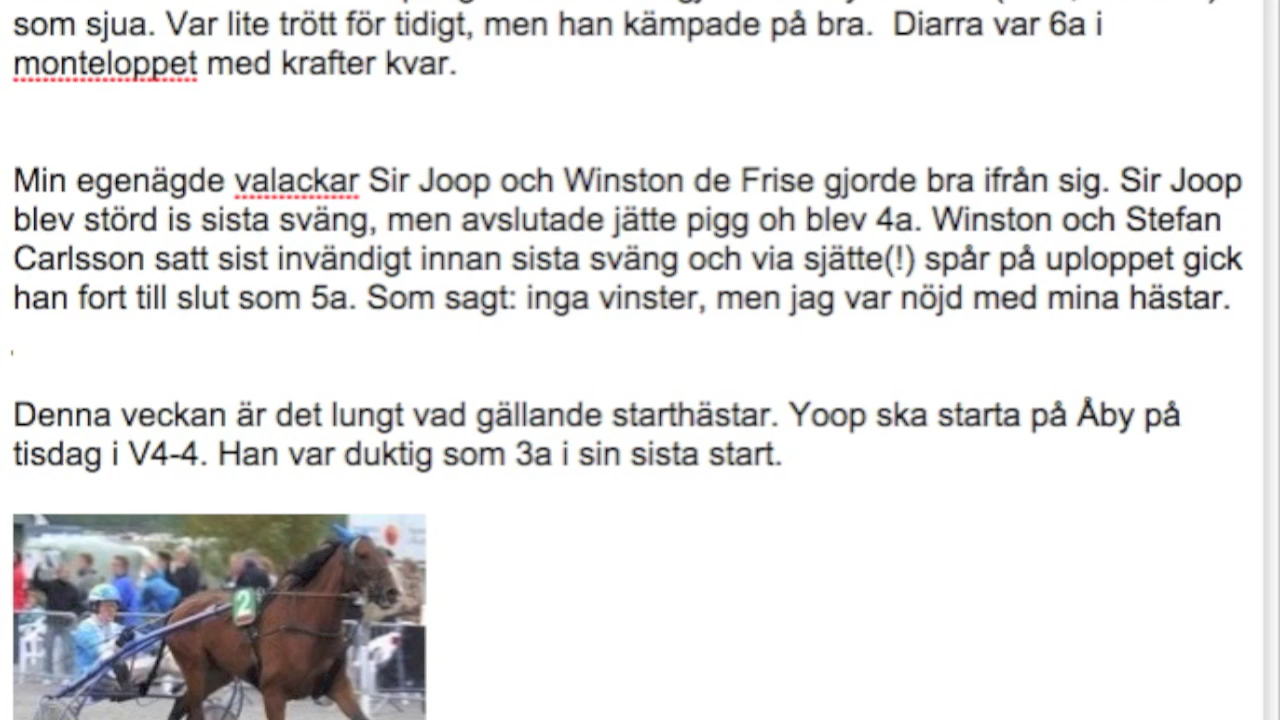 som sjua. Var lite trött för tidigt, men han kämpade på bra.  Diarra var 6a i
monteloppet med krafter kvar.
Min egenägde valackar Sir Joop och Winston de Frise gjorde bra ifrån sig. Sir Joop
blev störd is sista sväng, men avslutade jätte pigg oh blev 4a. Winston och Stefan
Carlsson satt sist invändigt innan sista sväng och via sjätte(!) spår på uploppet gick
han fort till slut som 5a. Som sagt: inga vinster, men jag var nöjd med mina hästar.
Denna veckan är det lungt vad gällande starthästar. Yoop ska starta på Åby på
tisdag i V4-4. Han var duktig som 3a i sin sista start.
2